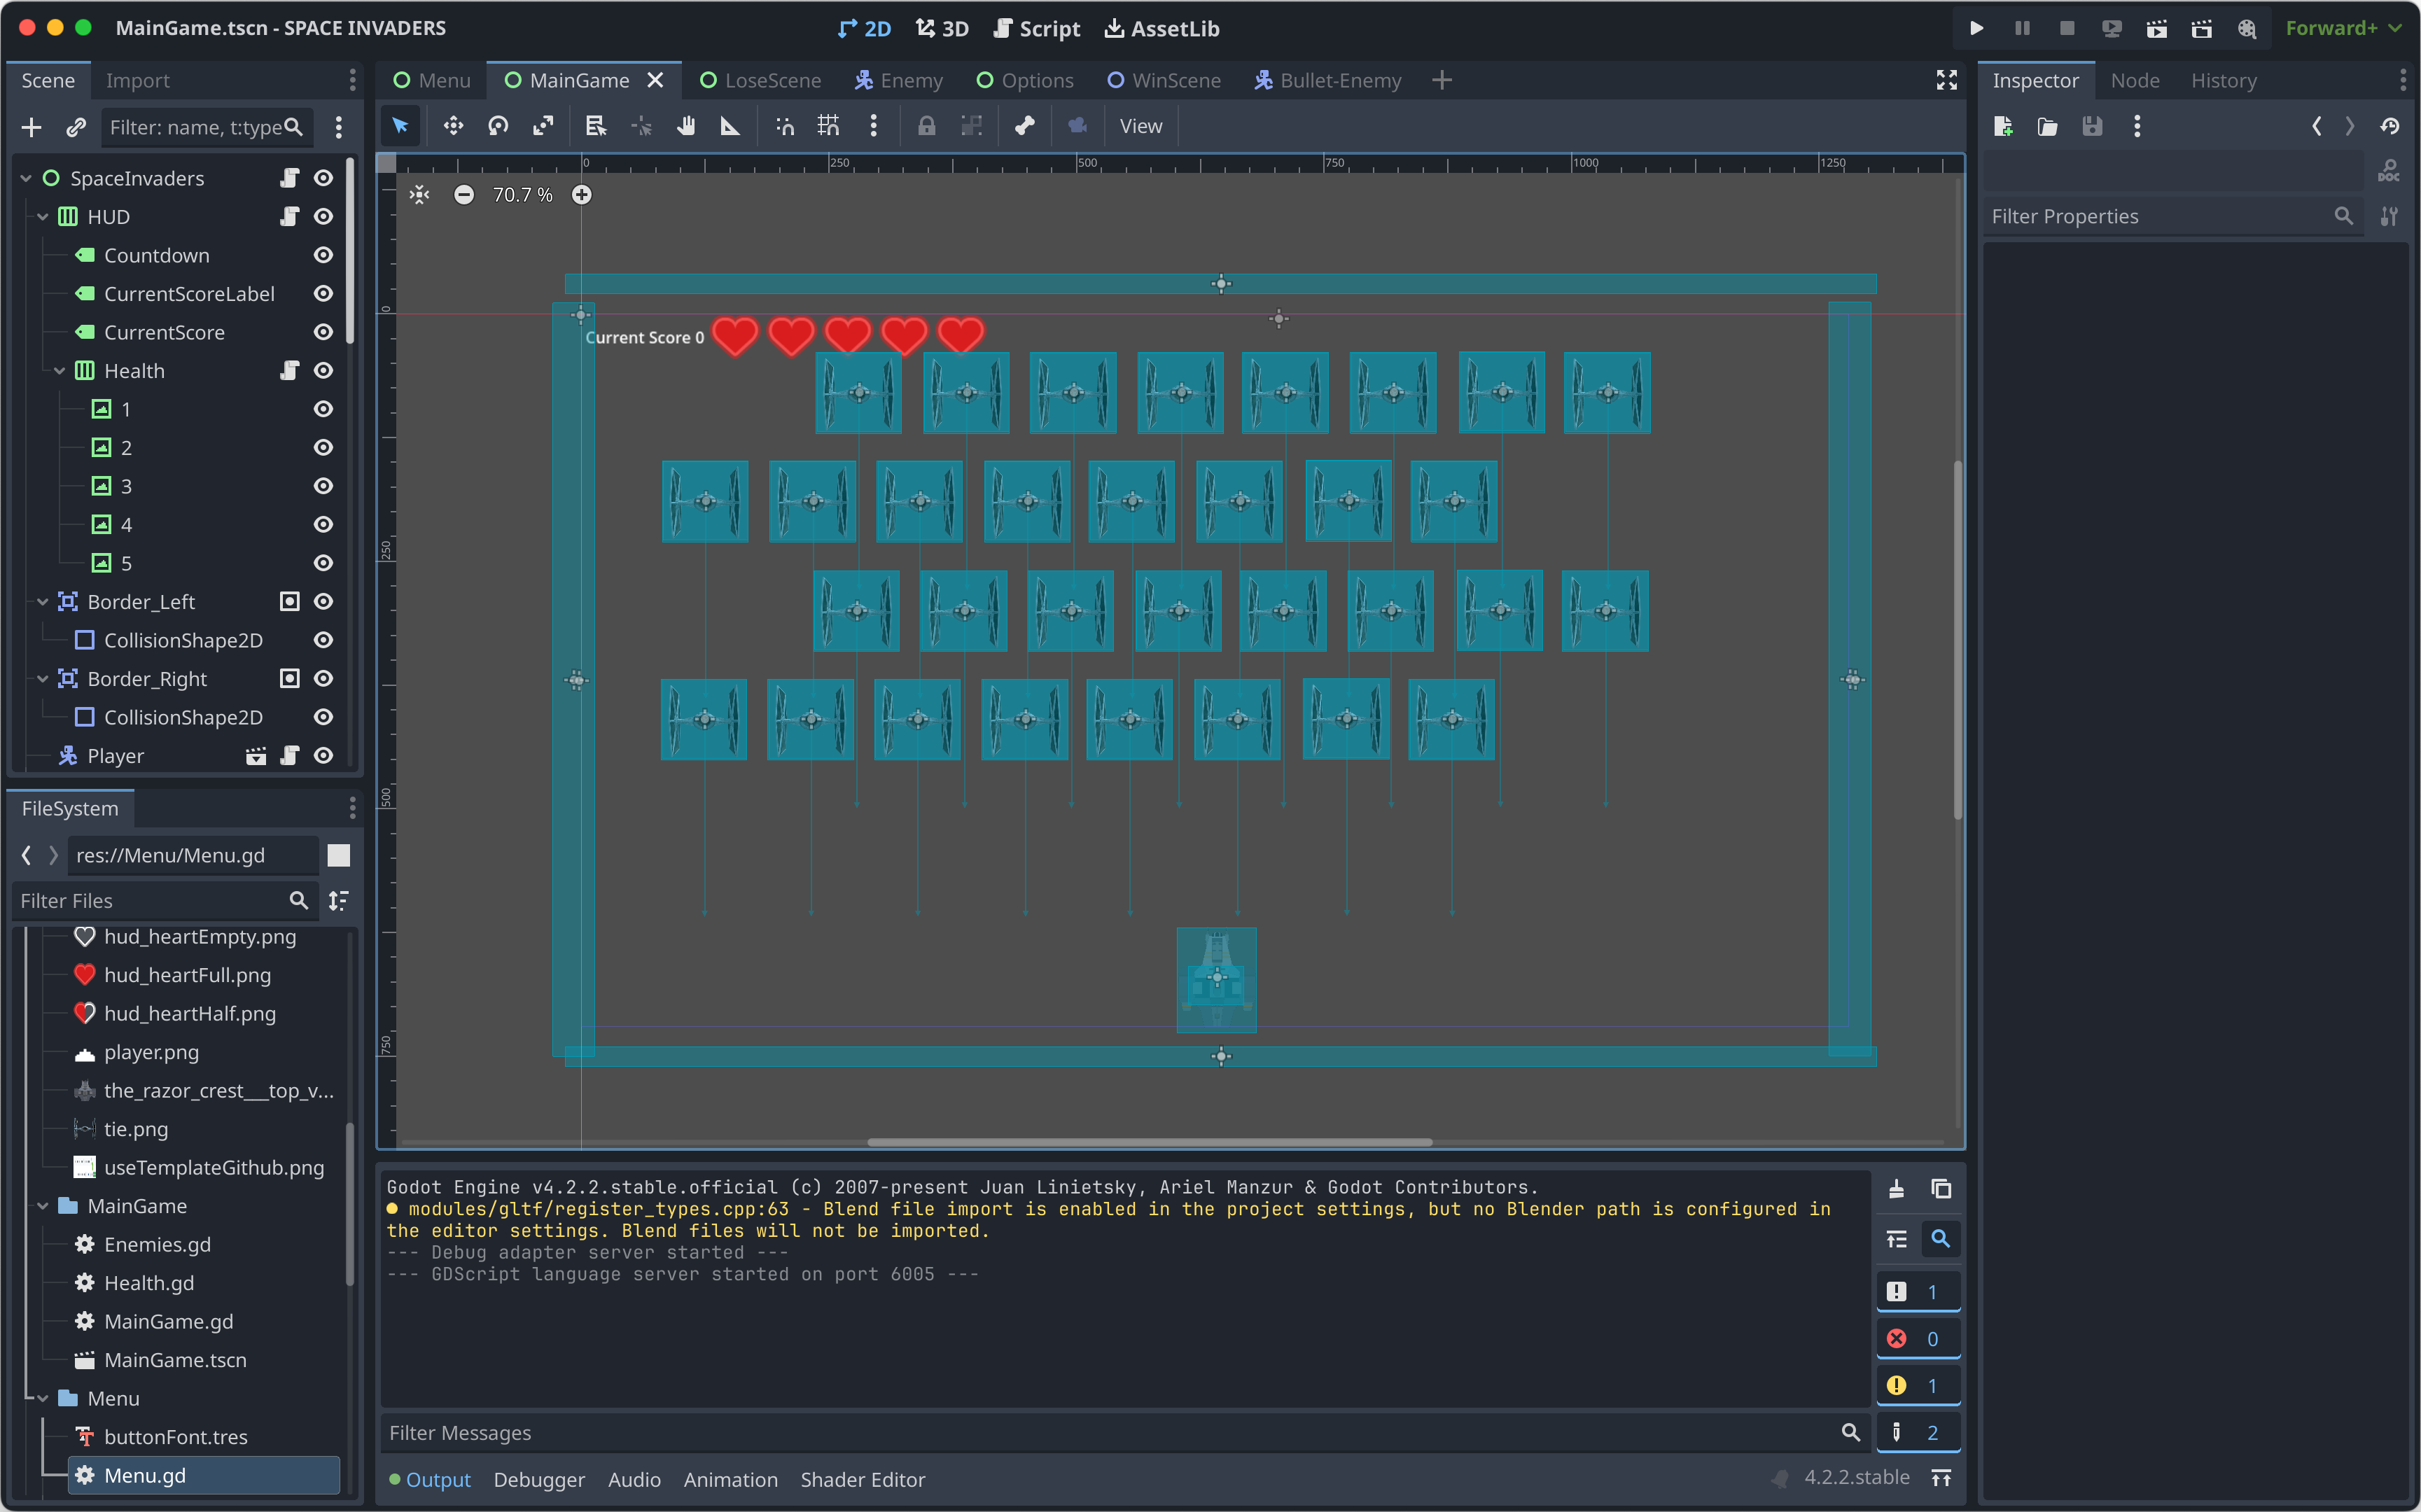 MainGame.tscn - SPACE INVADERS
2D 3D Script AssetLib
Forward+
Scene Import
Filter: name, t:type
SpaceInvaders
HUD
Countdown
CurrentScoreLabel
CurrentScore
Health
1
2
3
4
5
Border_Left
CollisionShape2D
Border_Right
CollisionShape2D
Player
FileSystem
res://Menu/Menu.gd
Filter Files
hud_heartEmpty.png
hud_heartFull.png
hud_heartHalf.png
player.png
the_razor_crest__top_v...
tie.png
useTemplateGithub.png
MainGame
Enemies.gd
Health.gd
MainGame.gd
MainGame.tscn
Menu
buttonFont.tres
Menu.gd
Menu MainGame LoseScene Enemy Options WinScene Bullet-Enemy
View
0 250 500 750 1000 1250
70.7 %
0
250
500
750
Current Score 0
Godot Engine v4.2.2.stable.official (c) 2007-present Juan Linietsky, Ariel Manzur & Godot Contributors.
modules/gltf/register_types.cpp:63 - Blend file import is enabled in the project settings, but no Blender path is configured in
the editor settings. Blend files will not be imported.
--- Debug adapter server started ---
--- GDScript language server started on port 6005 ---
1
0
1
2
Filter Messages
Output Debugger Audio Animation Shader Editor
4.2.2.stable
Inspector Node History
DOC
Filter Properties